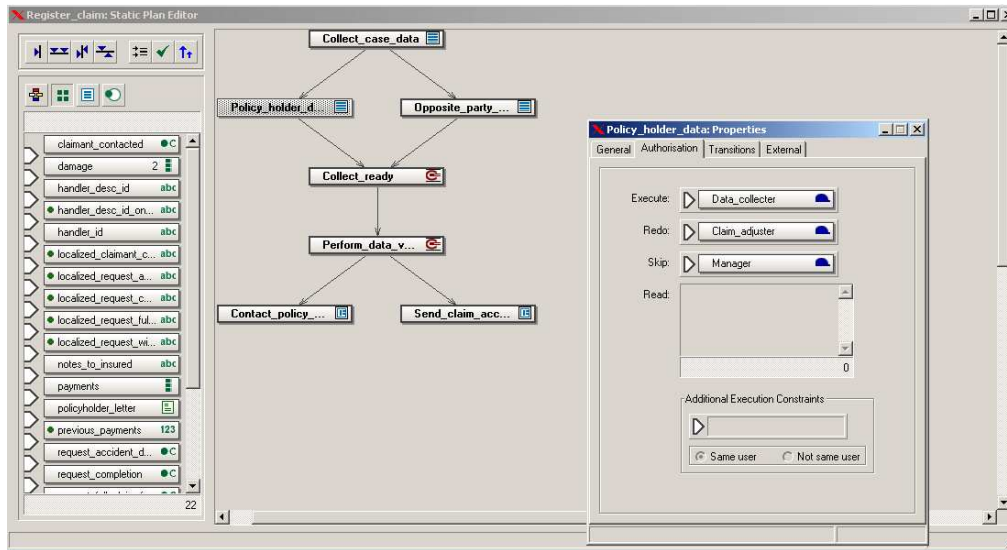 Register_claim: Static Plan Editor
claimant_contacted C
damage 2
handler_desc_id abc
handler_desc_id_on... abc
handler_id abc
localized_claimant_c... abc
localized_request_a... abc
localized_request_c... abc
localized_request_ful... abc
localized_request_wi... abc
notes_to_insured abc
payments
policyholder_letter
previous_payments 123
request_accident_d... C
request_completion C
22
Collect_case_data
Policy_holder_d...
Opposite_party_...
Collect_ready
Perform_data_v...
Contact_policy_...
Send_claim_acc...
Policy_holder_data: Properties
General Authorisation Transitions External
Execute: Data_collecter
Redo: Claim_adjuster
Skip: Manager
Read:
0
Additional Execution Constraints
Same user Not same user